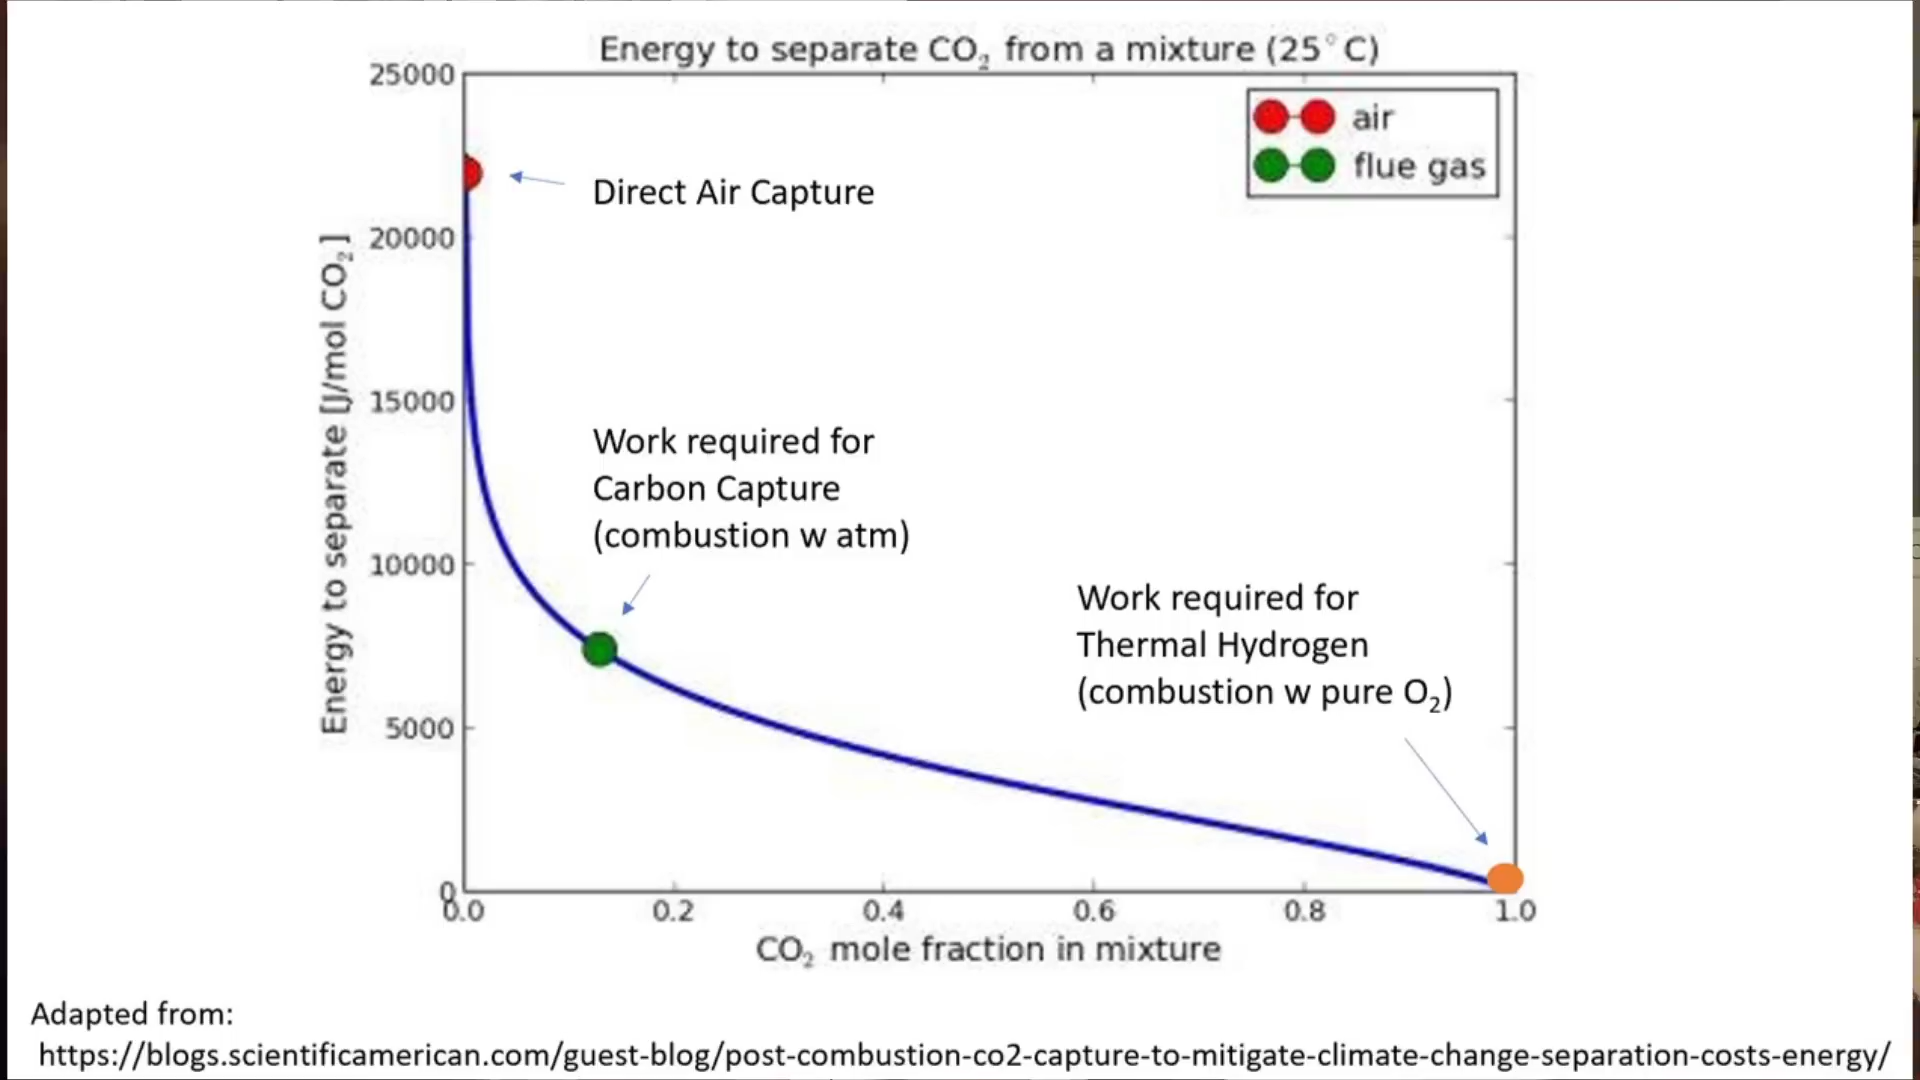 Energy to separate CO₂ from a mixture (25°C)
25000
20000
15000
10000
5000
0
Energy to separate [J/mol CO₂]
air
flue gas
Direct Air Capture
Work required for
Carbon Capture
(combustion w atm)
Work required for
Thermal Hydrogen
(combustion w pure O₂)
0.0 0.2 0.4 0.6 0.8 1.0
CO₂ mole fraction in mixture
Adapted from:
https://blogs.scientificamerican.com/guest-blog/post-combustion-co2-capture-to-mitigate-climate-change-separation-costs-energy/